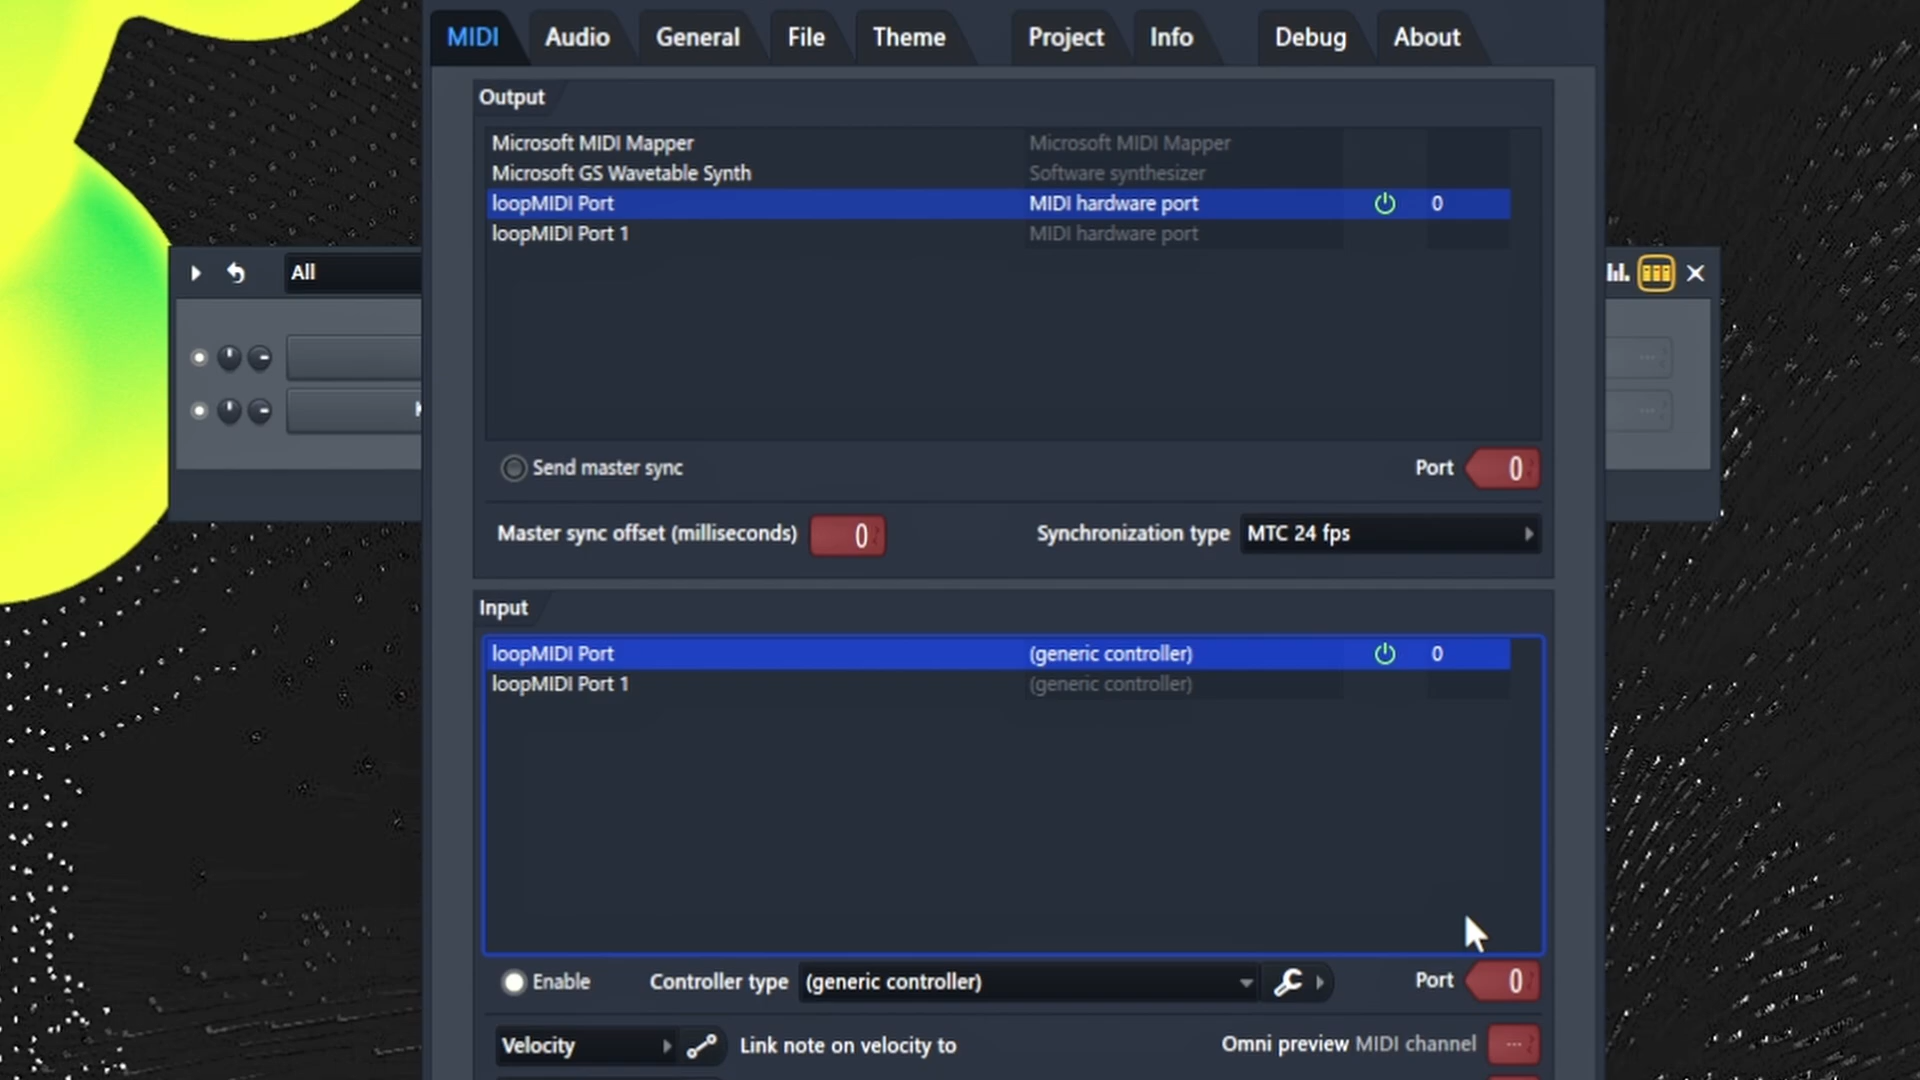 MIDI Audio General File Theme Project Info Debug About
Output
Microsoft MIDI Mapper Microsoft MIDI Mapper
Microsoft GS Wavetable Synth Software synthesizer
loopMIDI Port MIDI hardware port 0
loopMIDI Port 1 MIDI hardware port
All
Send master sync Port 0
Master sync offset (milliseconds) 0 Synchronization type MTC 24 fps
Input
loopMIDI Port (generic controller) 0
loopMIDI Port 1 (generic controller)
Enable Controller type (generic controller) Port 0
Velocity Link note on velocity to Omni preview MIDI channel ---